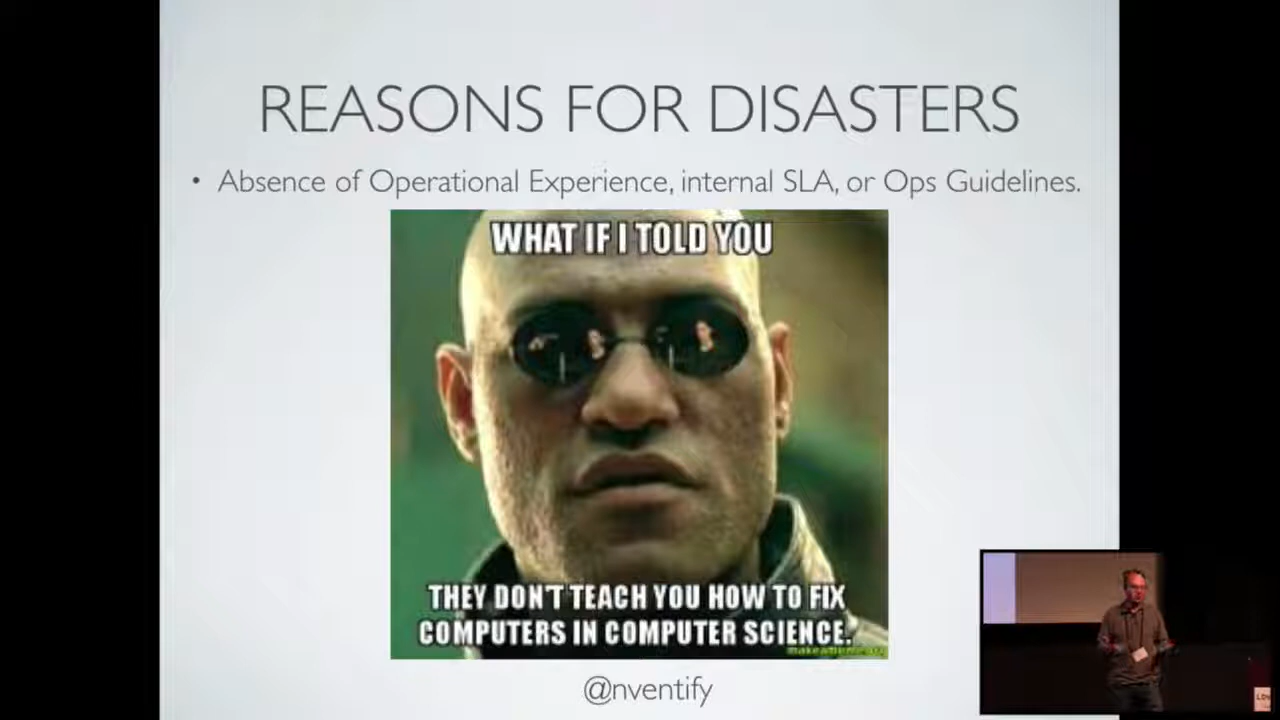 REASONS FOR DISASTERS
• Absence of Operational Experience, internal SLA, or Ops Guidelines.
WHAT IF I TOLD YOU
THEY DON'T TEACH YOU HOW TO FIX
COMPUTERS IN COMPUTER SCIENCE.
@nventify